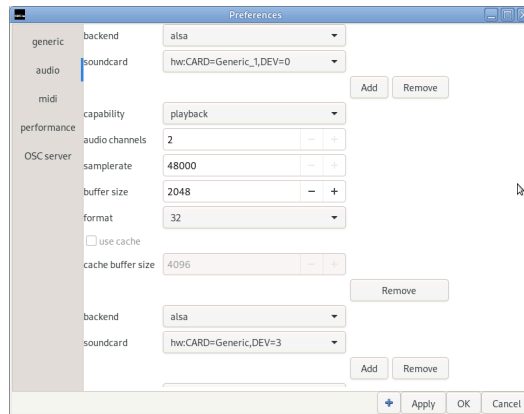 Preferences
generic
audio
midi
performance
OSC server
backend alsa
soundcard hw:CARD=Generic_1,DEV=0
Add Remove
capability playback
audio channels 2 − +
samplerate 48000 − +
buffer size 2048 − +
format 32
use cache
cache buffer size 4096 − +
Remove
backend alsa
soundcard hw:CARD=Generic,DEV=3
Add Remove
Apply OK Cancel